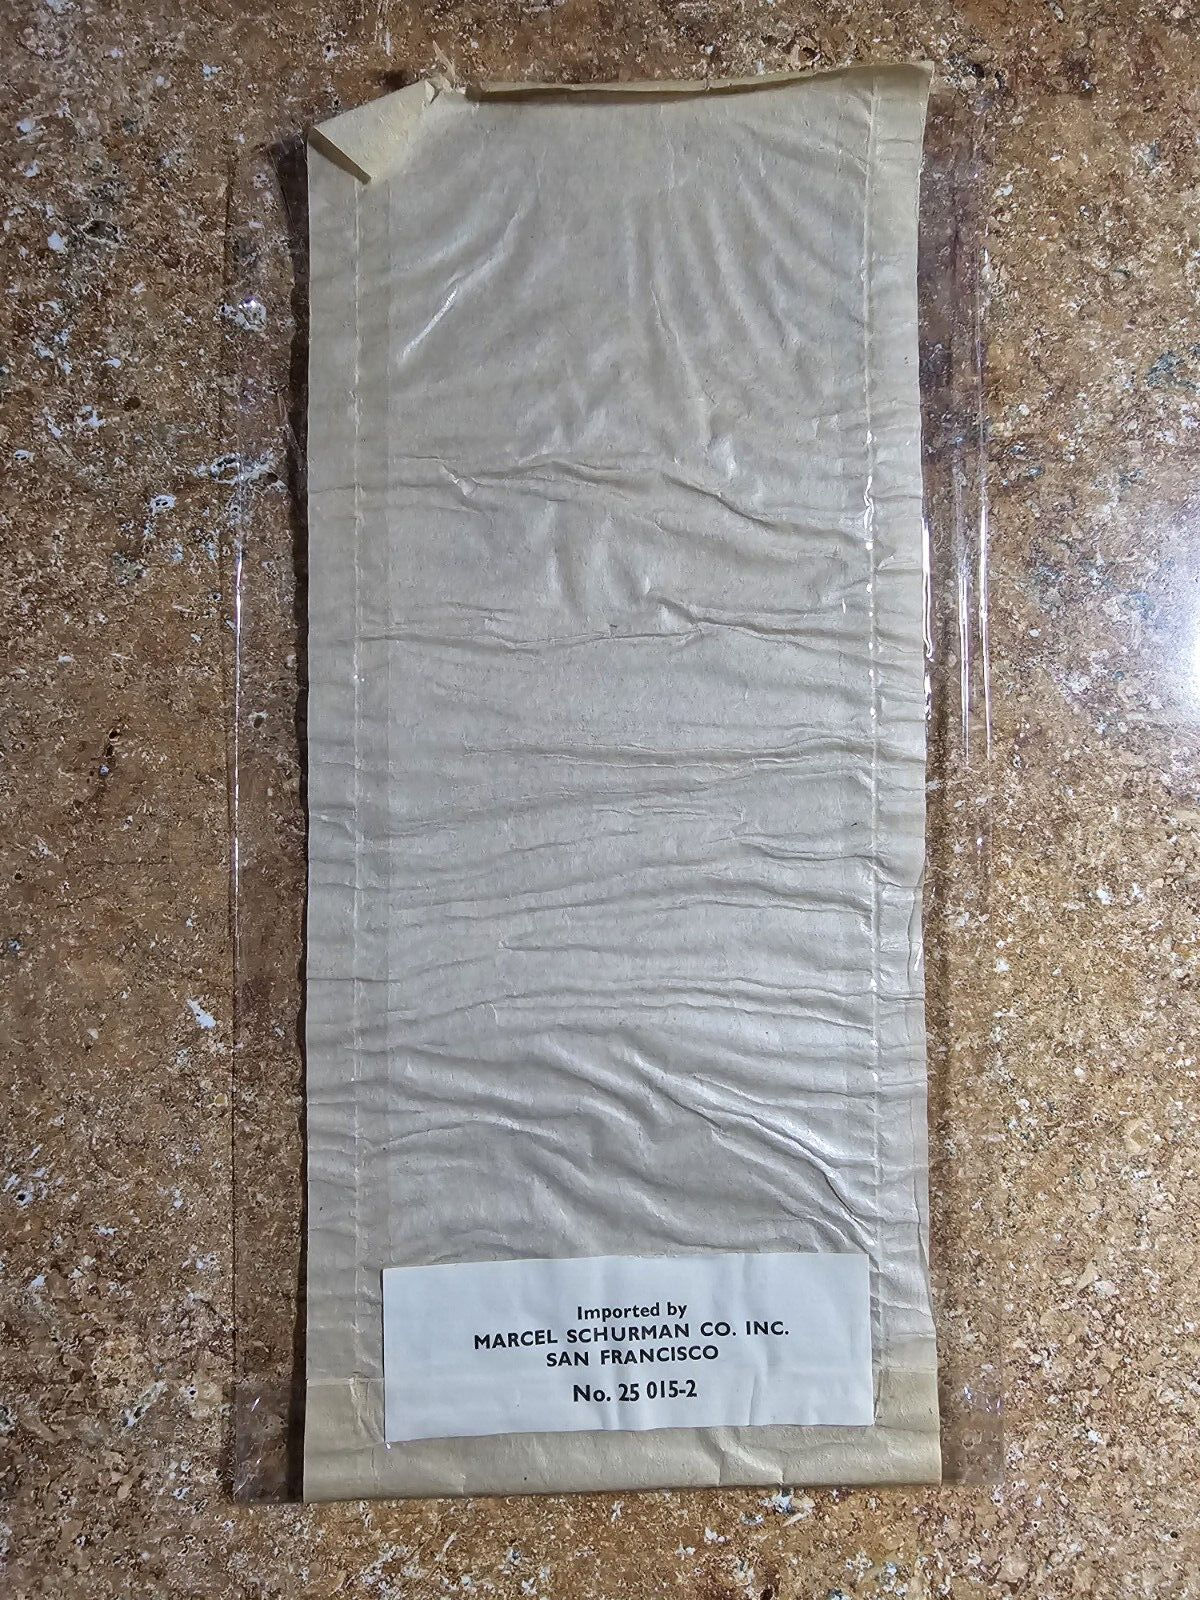 Imported by
MARCEL SCHURMAN CO. INC.
SAN FRANCISCO
No. 25 015-2